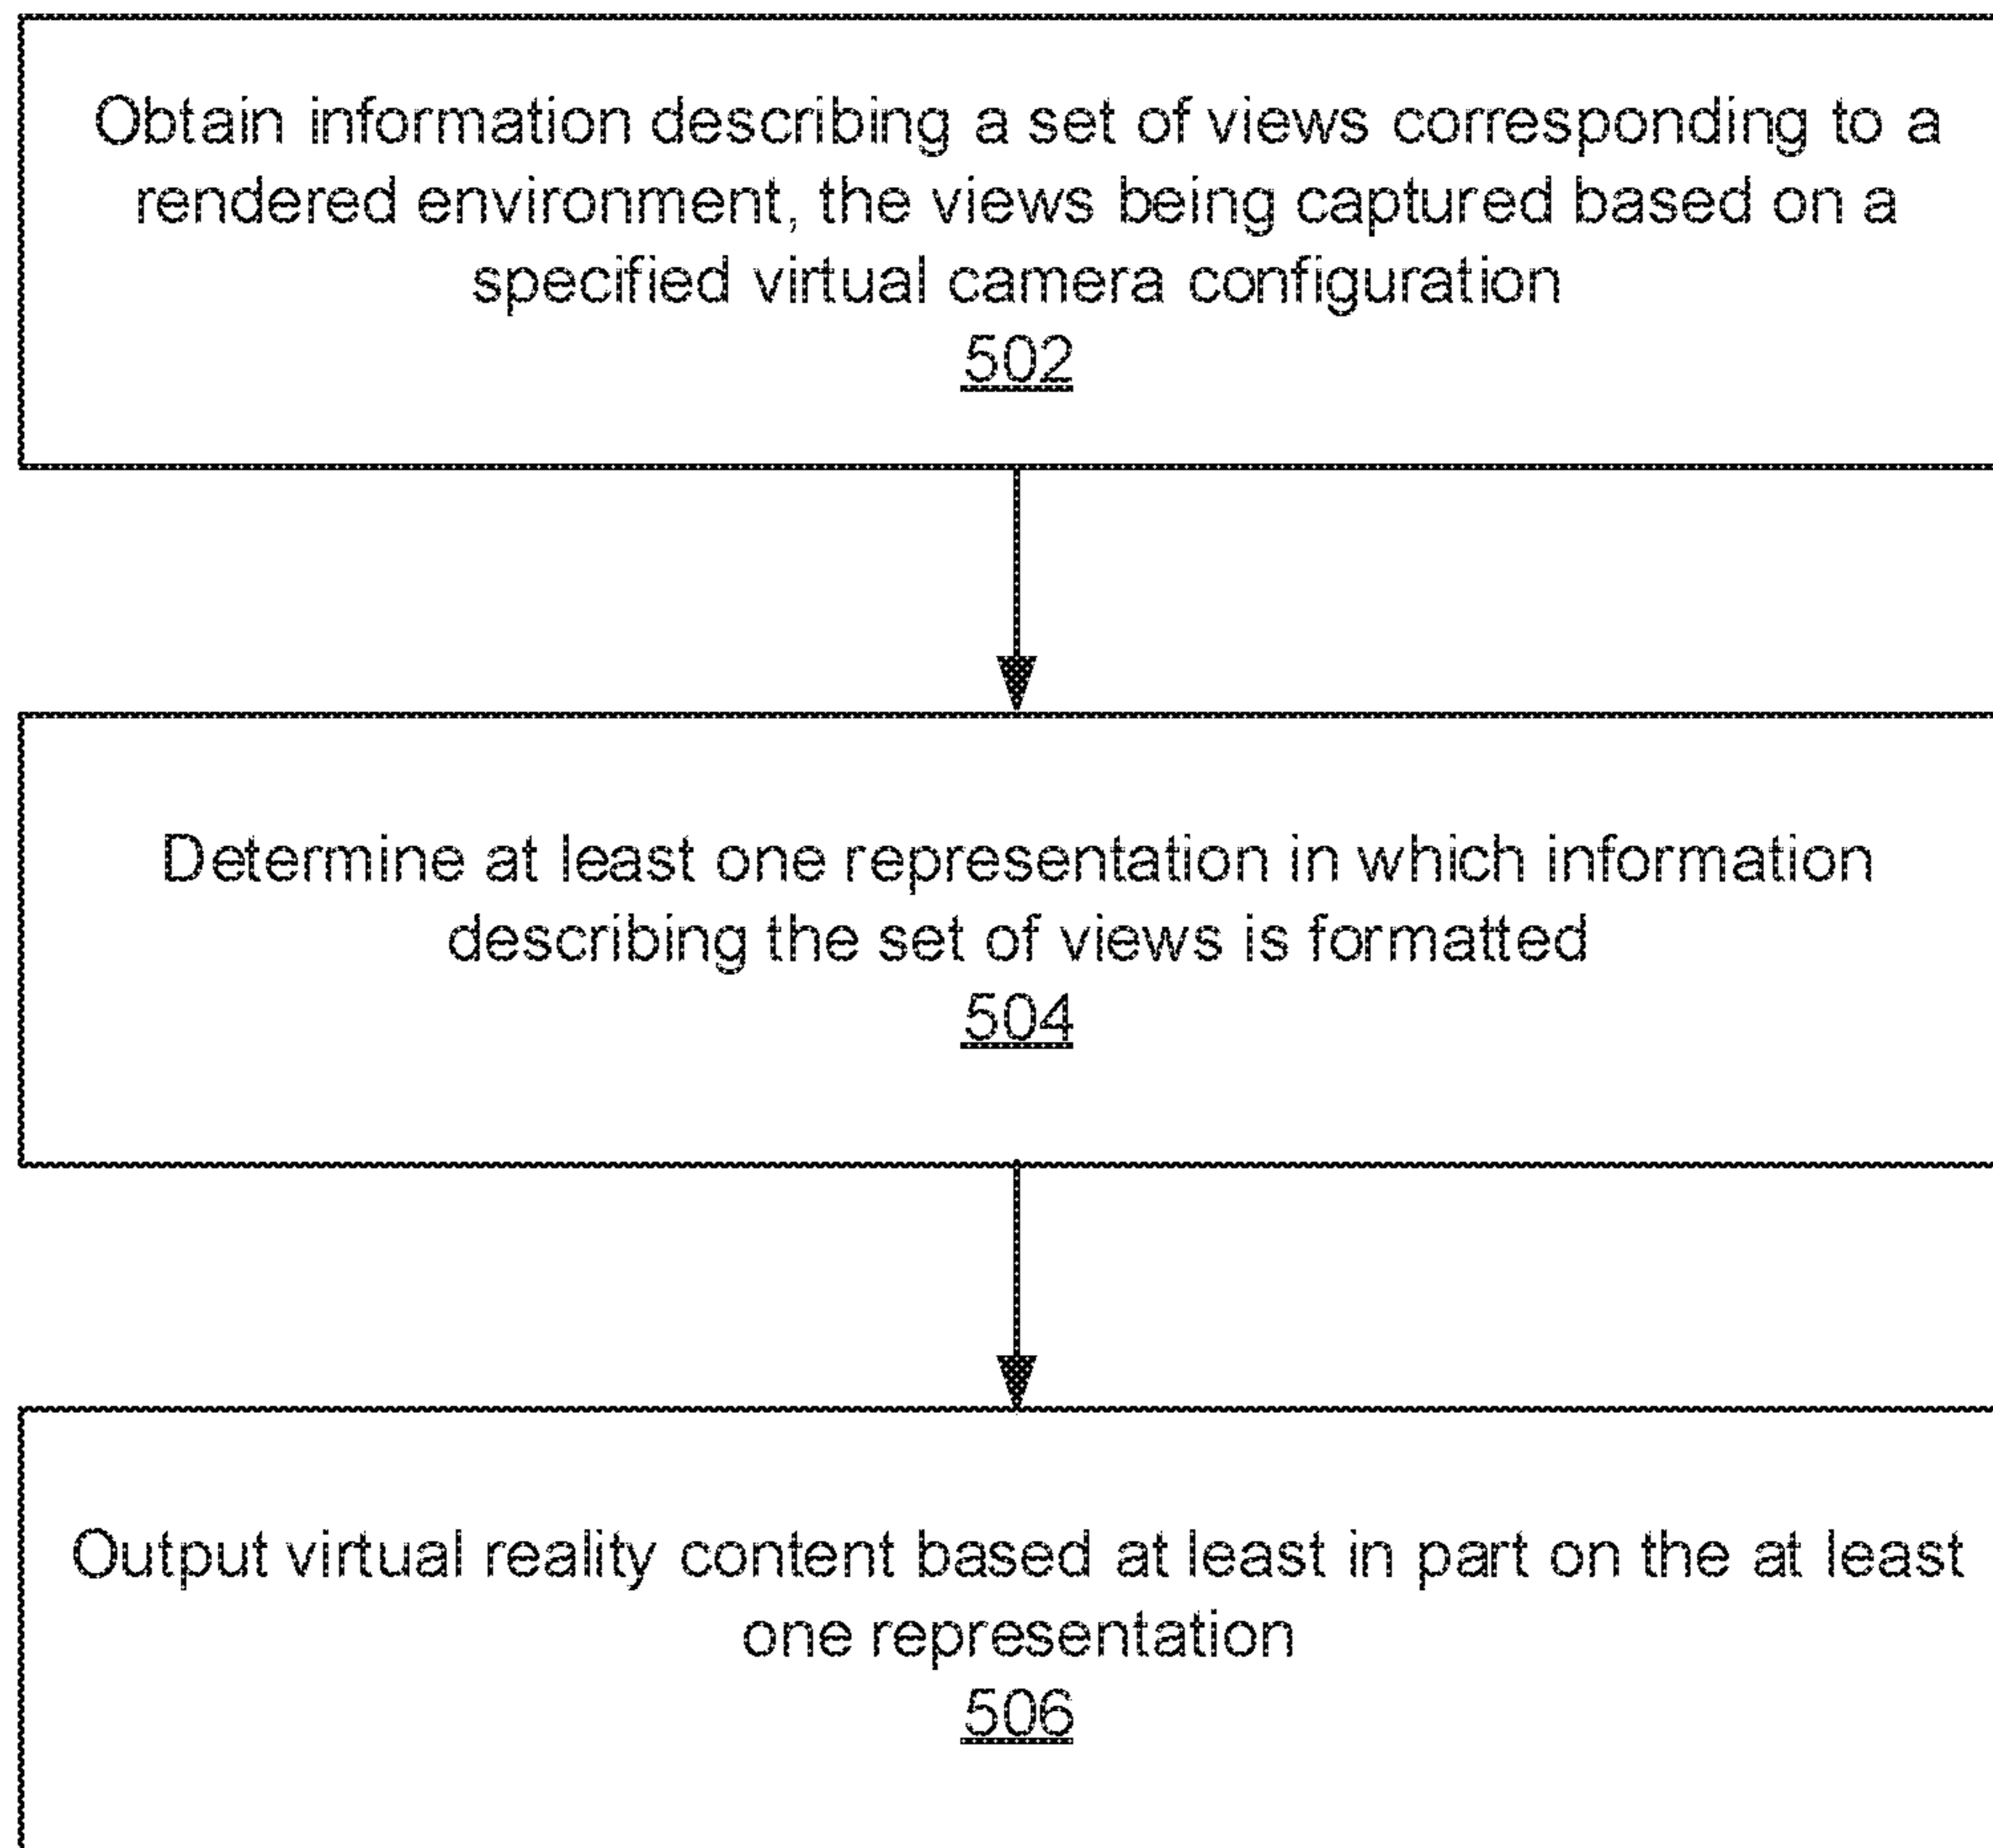 Obtain information describing a set of views corresponding to a
rendered environment, the views being captured based on a
specified virtual camera configuration
502
Determine at least one representation in which information
describing the set of views is formatted
504
Output virtual reality content based at least in part on the at least
one representation
506